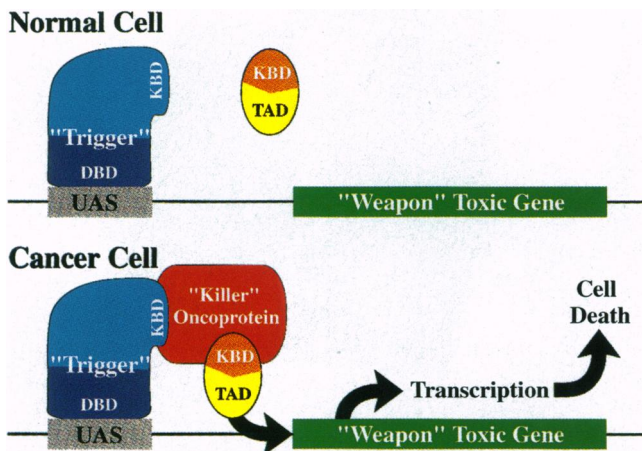 Normal Cell
KBD
KBD
TAD
"Trigger"
DBD
UAS
"Weapon" Toxic Gene
Cancer Cell
"Killer"
Oncoprotein
KBD
KBD
TAD
"Trigger"
DBD
UAS
"Weapon" Toxic Gene
Transcription
Cell
Death